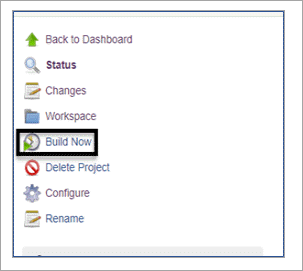 Back to Dashboard
Status
Changes
Workspace
Build Now
Delete Project
Configure
Rename